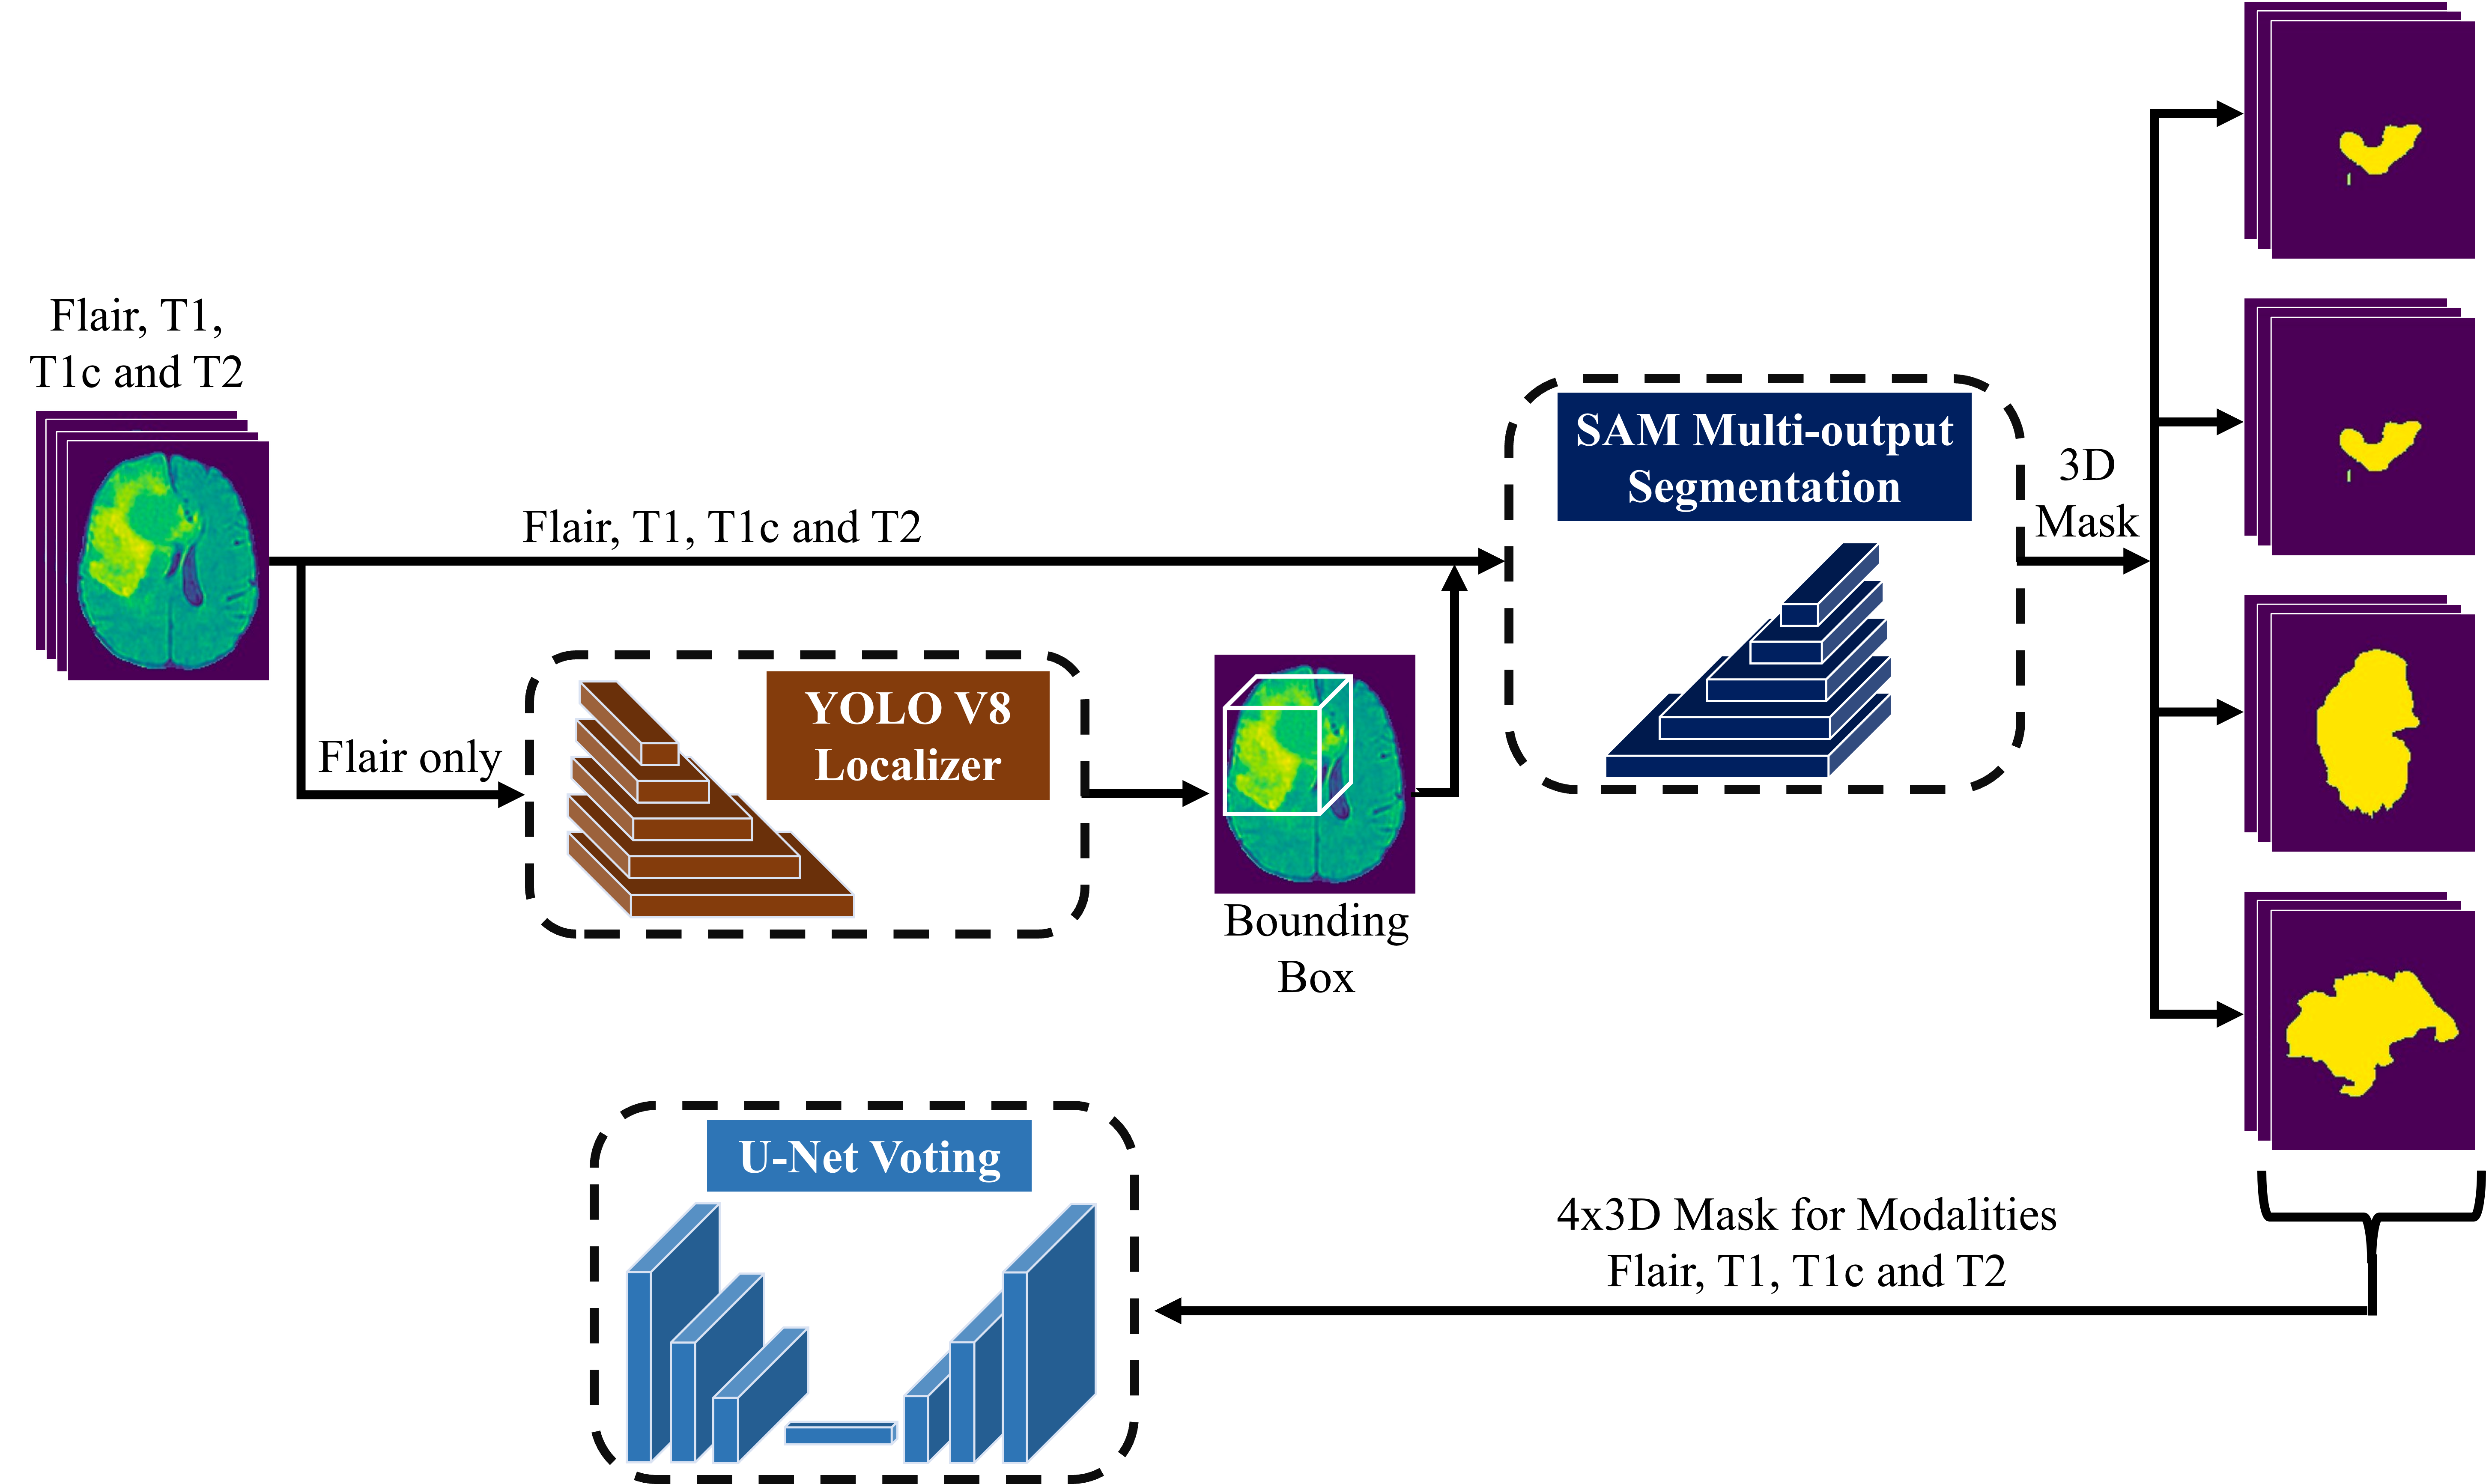 Flair, T1,
T1c and T2
Flair, T1, T1c and T2
Flair only
YOLO V8
Localizer
Bounding
Box
SAM Multi-output
Segmentation
3D
Mask
4x3D Mask for Modalities
Flair, T1, T1c and T2
U-Net Voting